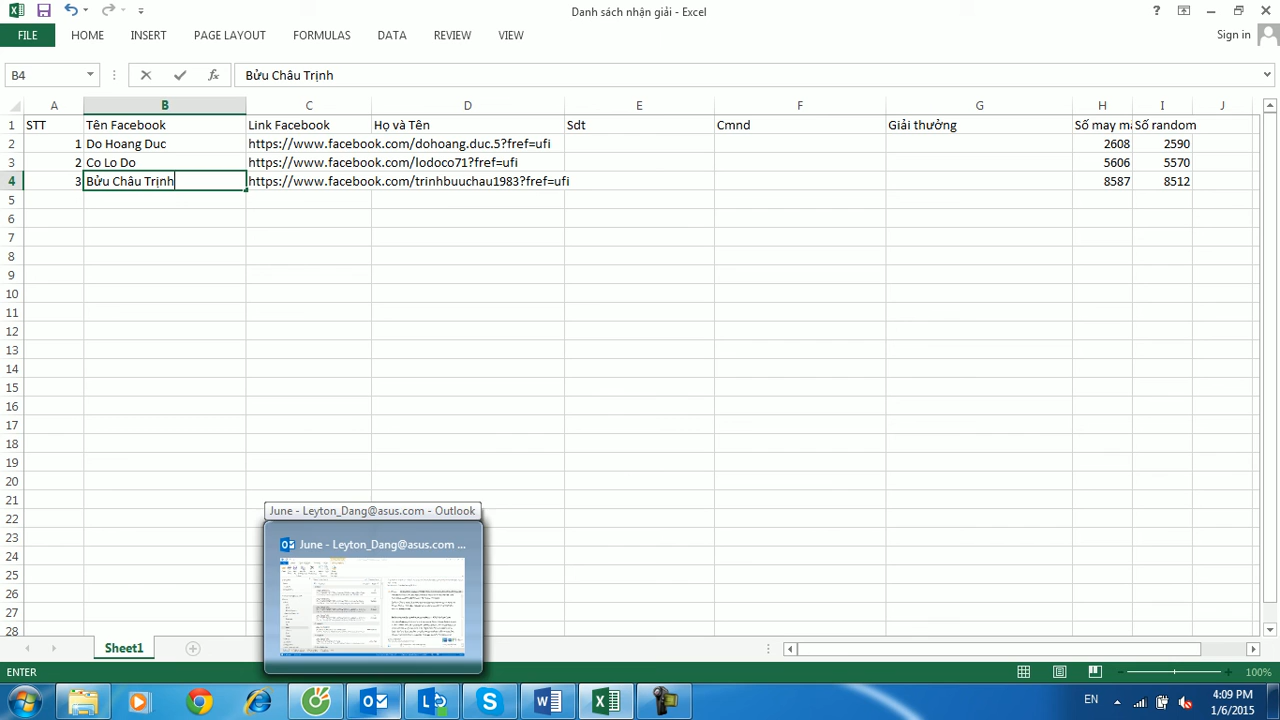 Danh sách nhận giải - Excel
FILE HOME INSERT PAGE LAYOUT FORMULAS DATA REVIEW VIEW Sign in
B4 Bửu Châu Trịnh
A B C D E F G H I J
1 STT Tên Facebook Link Facebook Họ và Tên Sdt Cmnd Giải thưởng Số may mắ Số random
2 1 Do Hoang Duc https://www.facebook.com/dohoang.duc.5?fref=ufi 2608 2590
3 2 Co Lo Do https://www.facebook.com/lodoco71?fref=ufi 5606 5570
4 3 Bửu Châu Trịnh https://www.facebook.com/trinhbuuchau1983?fref=ufi 8587 8512
5
6
7
8
9
10
11
12
13
14
15
16
17
18
19
20
21
22
23
24
25
26
27
28
June - Leyton_Dang@asus.com - Outlook
June - Leyton_Dang@asus.com ...
Sheet1
ENTER 100%
EN 4:09 PM
1/6/2015